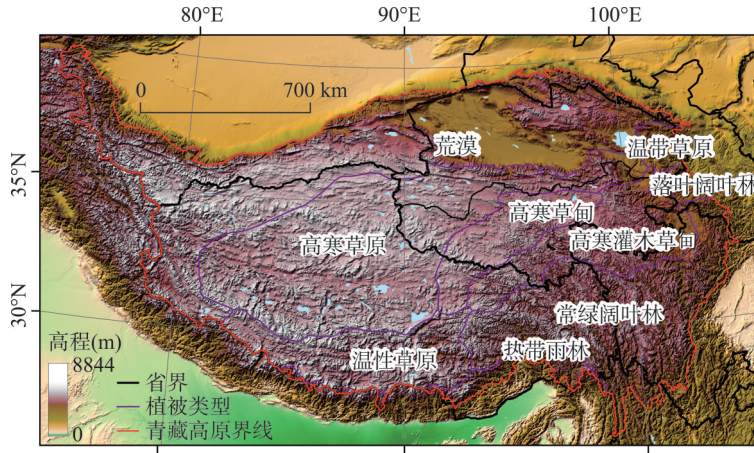 80°E
90°E
100°E
0
700 km
荒漠
温带草原
35°N
落叶阔叶林
高寒草甸
高寒草原
高寒灌木草甸
30°N
常绿阔叶林
高程(m)
热带雨林
8844
温性草原
省界
植被类型
0
青藏高原界线